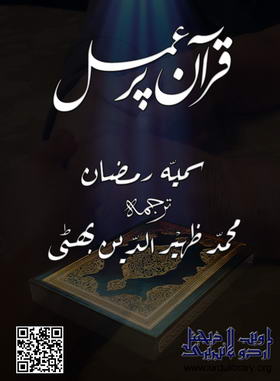 قرآن پر عمل
سمیہ رمضان
ترجمہ
محمد ظہیر الدین بھٹی
www.urdulibrary.org